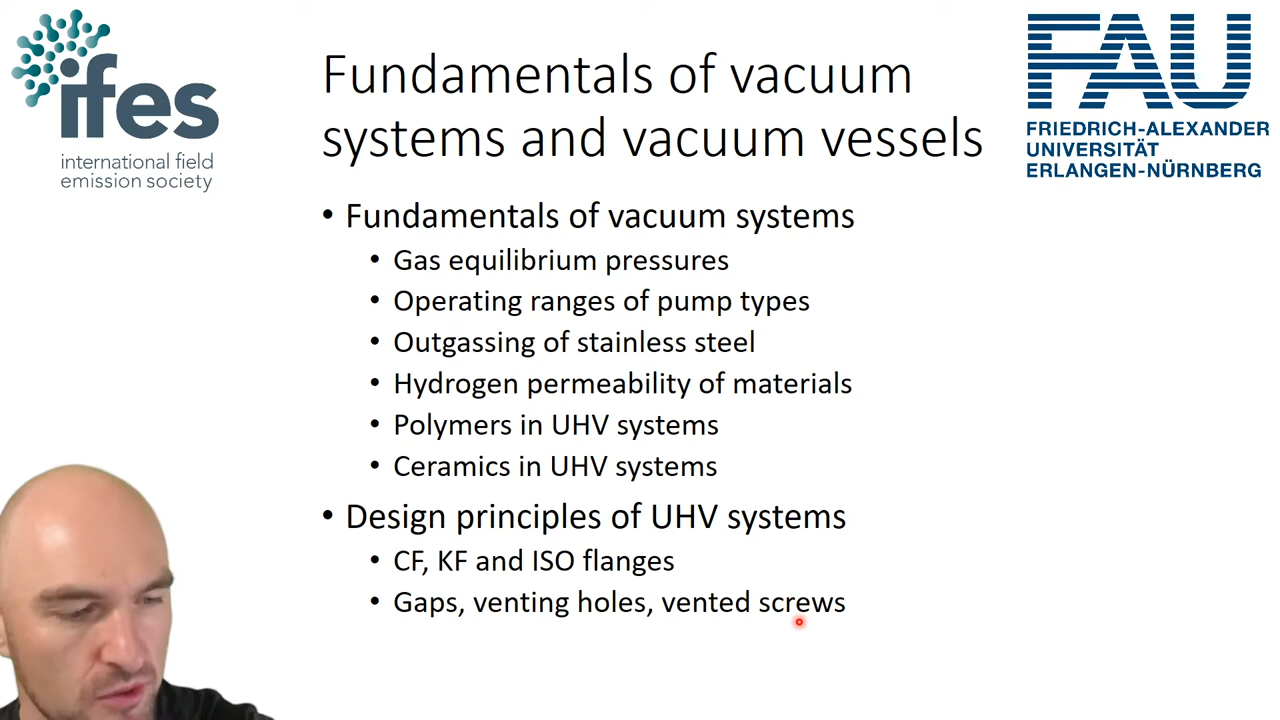 ifes
international field
emission society
Fundamentals of vacuum
systems and vacuum vessels
FAU
FRIEDRICH-ALEXANDER
UNIVERSITÄT
ERLANGEN-NÜRNBERG
• Fundamentals of vacuum systems
• Gas equilibrium pressures
• Operating ranges of pump types
• Outgassing of stainless steel
• Hydrogen permeability of materials
• Polymers in UHV systems
• Ceramics in UHV systems
• Design principles of UHV systems
• CF, KF and ISO flanges
• Gaps, venting holes, vented screws